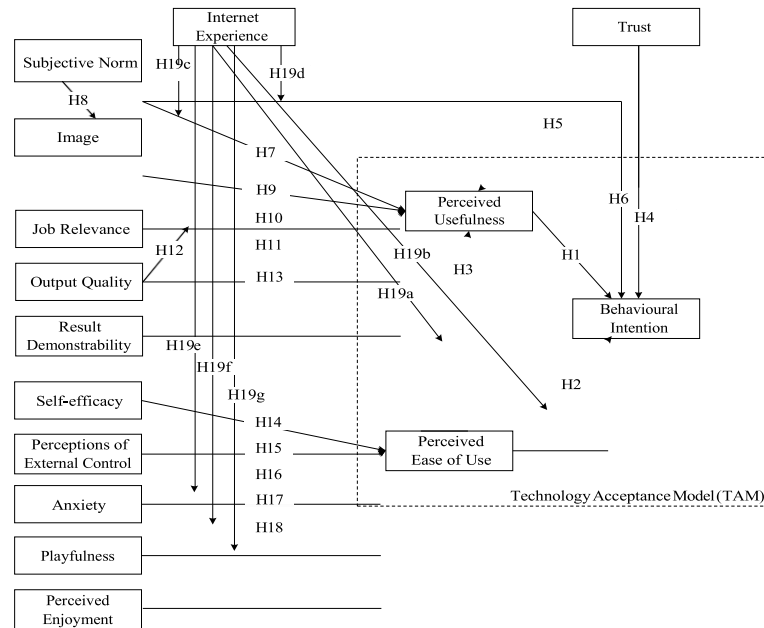 Internet
Experience
Trust
Subjective Norm
H19c
H19d
H8
Image
H5
H7
H9
Perceived
Usefulness
H6
H4
Job Relevance
H10
H12
H11
H19b
H1
Output Quality
H13
H3
H19a
Behavioural
Intention
Result
Demonstrability
H19e
H19f
H19g
H2
Self-efficacy
H14
Perceptions of
External Control
H15
Perceived
Ease of Use
H16
Anxiety
H17
Technology Acceptance Model (TAM)
H18
Playfulness
Perceived
Enjoyment